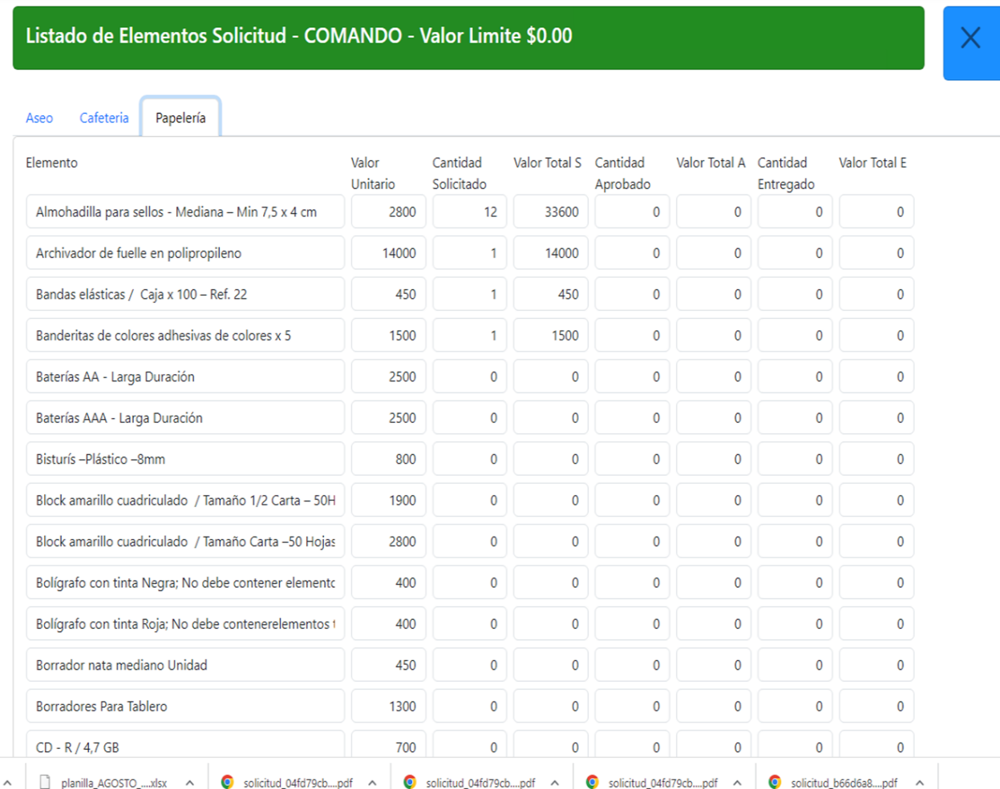 Listado de Elementos Solicitud - COMANDO - Valor Limite $0.00
Aseo Cafeteria Papelería
Elemento Valor Unitario Cantidad Solicitado Valor Total S Cantidad Aprobado Valor Total A Cantidad Entregado Valor Total E
Almohadilla para sellos - Mediana – Min 7,5 x 4 cm 2800 12 33600 0 0 0 0
Archivador de fuelle en polipropileno 14000 1 14000 0 0 0 0
Bandas elásticas / Caja x 100 – Ref. 22 450 1 450 0 0 0 0
Banderitas de colores adhesivas de colores x 5 1500 1 1500 0 0 0 0
Baterías AA - Larga Duración 2500 0 0 0 0 0 0
Baterías AAA - Larga Duración 2500 0 0 0 0 0 0
Bisturís –Plástico –8mm 800 0 0 0 0 0 0
Block amarillo cuadriculado / Tamaño 1/2 Carta – 50H 1900 0 0 0 0 0 0
Block amarillo cuadriculado / Tamaño Carta –50 Hojas 2800 0 0 0 0 0 0
Bolígrafo con tinta Negra; No debe contener elementc 400 0 0 0 0 0 0
Bolígrafo con tinta Roja; No debe contenerelementos t 400 0 0 0 0 0 0
Borrador nata mediano Unidad 450 0 0 0 0 0 0
Borradores Para Tablero 1300 0 0 0 0 0 0
CD - R / 4,7 GB 700 0 0 0 0 0 0
planilla_AGOSTO_....xlsx solicitud_04fd79cb....pdf solicitud_04fd79cb....pdf solicitud_04fd79cb....pdf solicitud_b66d6a8....pdf